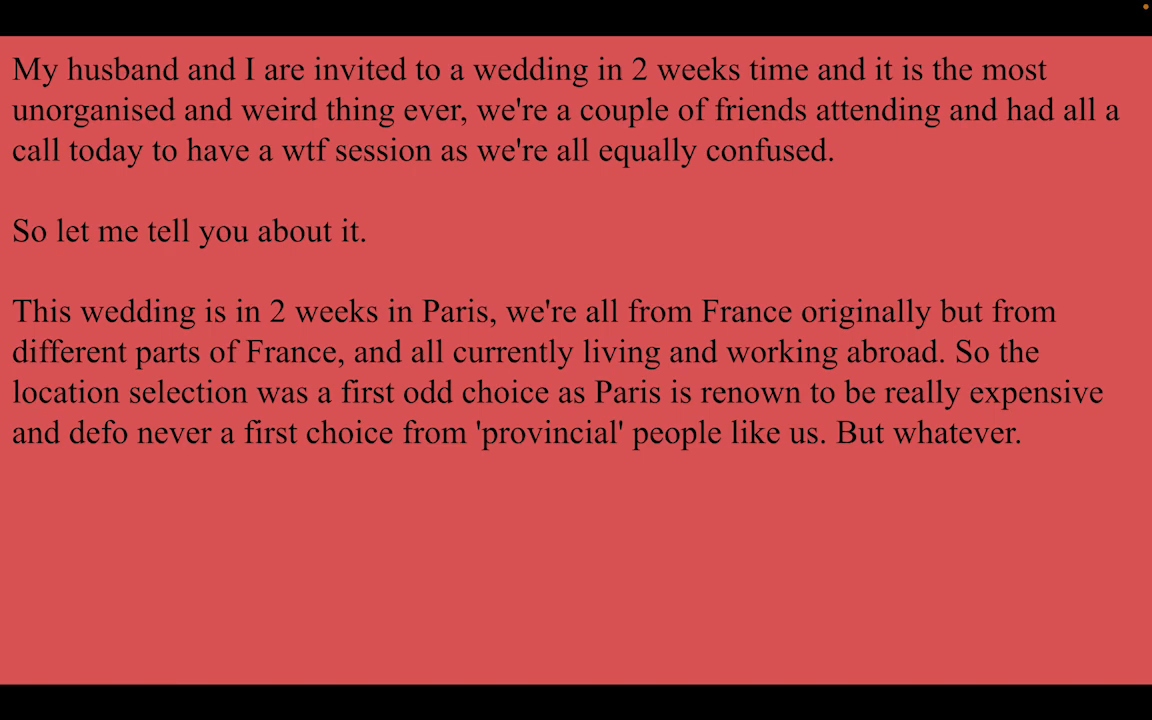 My husband and I are invited to a wedding in 2 weeks time and it is the most
unorganised and weird thing ever, we're a couple of friends attending and had all a
call today to have a wtf session as we're all equally confused.
So let me tell you about it.
This wedding is in 2 weeks in Paris, we're all from France originally but from
different parts of France, and all currently living and working abroad. So the
location selection was a first odd choice as Paris is renown to be really expensive
and defo never a first choice from 'provincial' people like us. But whatever.